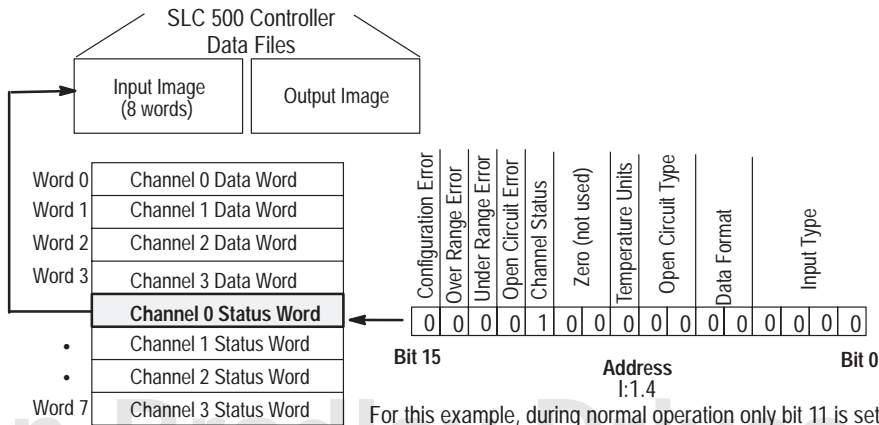 SLC 500 Controller
Data Files
Input Image
(8 words)
Output Image
Word 0
Channel 0 Data Word
Word 1
Channel 1 Data Word
Word 2
Channel 2 Data Word
Word 3
Channel 3 Data Word
Channel 0 Status Word
•
Channel 1 Status Word
•
Channel 2 Status Word
Word 7
Channel 3 Status Word
Configuration Error
Over Range Error
Under Range Error
Open Circuit Error
Channel Status
Zero (not used)
Temperature Units
Open Circuit Type
Data Format
Input Type
0 0 0 0 1 0 0 0 0 0 0 0 0 0 0 0
Bit 15
Address
Bit 0
I:1.4
For this example, during normal operation only bit 11 is set